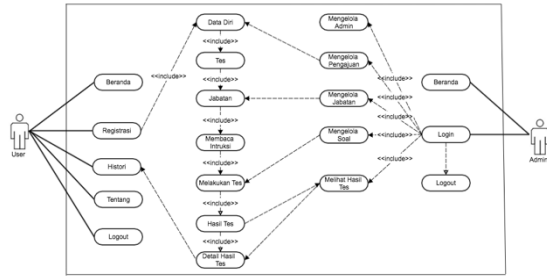 Data Diri
Mengelola
Admin
<<include>>
<<include>>
Tes
Mengelola
Pengajuan
<<include>>
<<include>>
<<include>>
Beranda
Beranda
Jabatan
Mengelola
Jabatan
<<include>>
<<include>>
Registrasi
Membaca
Intruksi
Mengelola
Soal
<<include>>
Login
User
Admin
<<include>>
<<include>>
Histori
Melakukan Tes
Melihat Hasil
Tes
Logout
<<include>>
Tentang
Hasil Tes
<<include>>
Logout
Detail Hasil
Tes